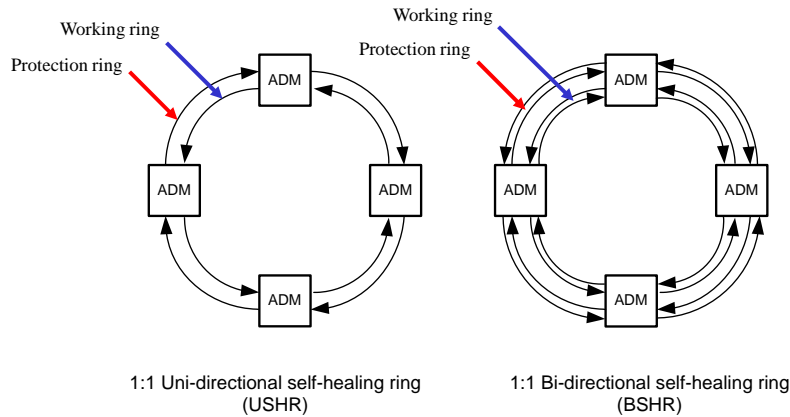 Working ring
Protection ring
ADM
ADM
ADM
ADM
1:1 Uni-directional self-healing ring
(USHR)
Working ring
Protection ring
ADM
ADM
ADM
ADM
1:1 Bi-directional self-healing ring
(BSHR)